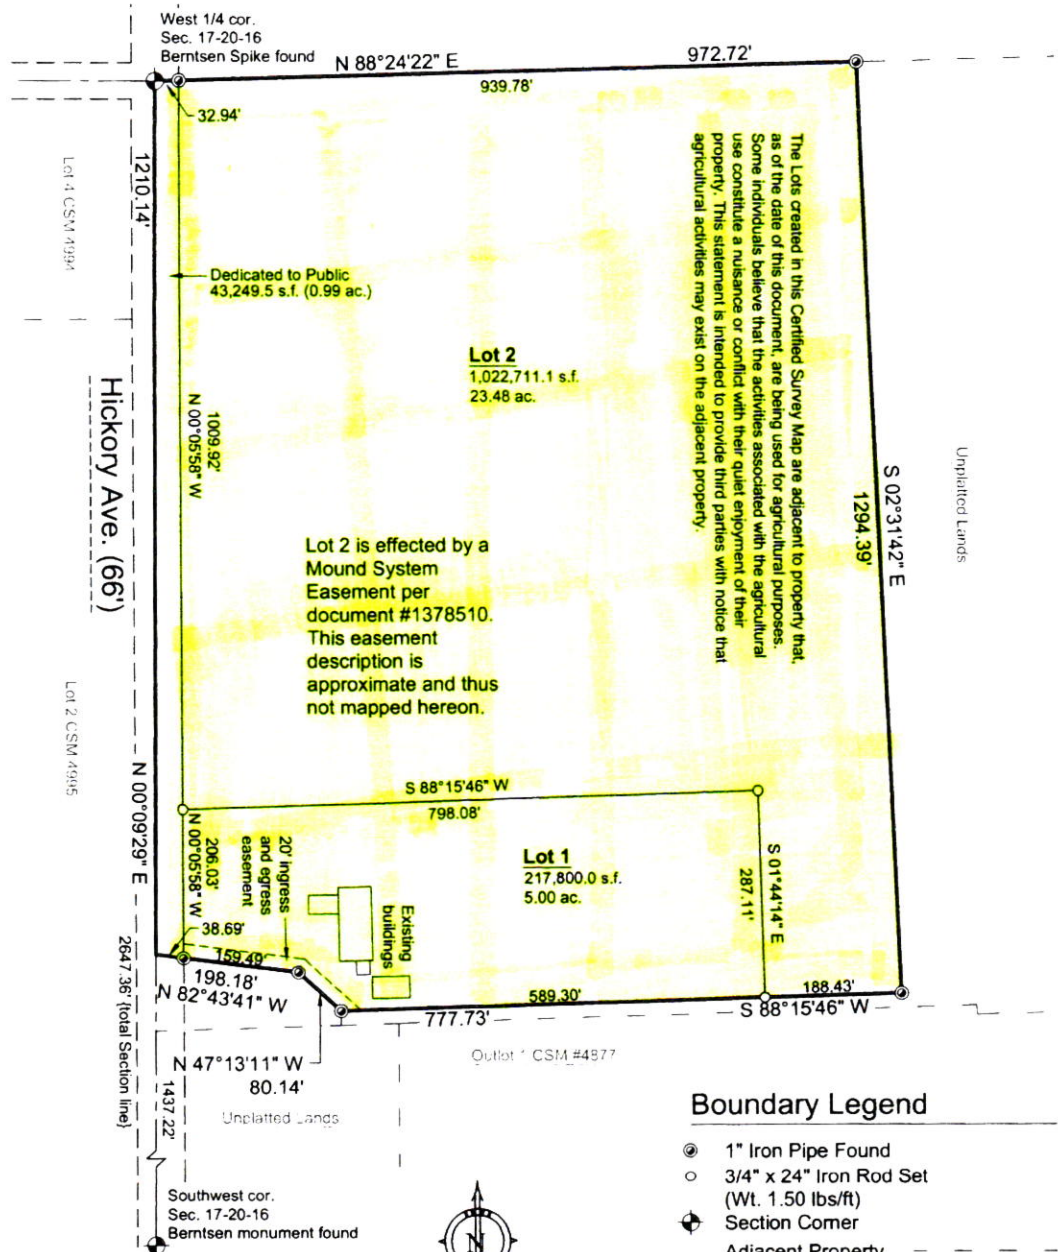 West 1/4 cor.
Sec. 17-20-16
Berntsen Spike found
N 88°24'22" E
972.72'
939.78'
32.94'
1210.14'
Lot 4 CSM 4994
Dedicated to Public
43,249.5 s.f. (0.99 ac.)
The Lots created in this Certified Survey Map are adjacent to property that,
as of the date of this document, are being used for agricultural purposes.
Some individuals believe that the activities associated with the agricultural
use constitute a nuisance or conflict with their quiet enjoyment of their
property. This statement is intended to provide third parties with notice that
agricultural activities may exist on the adjacent property.
Lot 2
1,022,711.1 s.f.
23.48 ac.
1009.92'
N 00°05'58" W
Hickory Ave. (66')
S 02°31'42" E
1294.39'
Unplatted Lands
Lot 2 is effected by a
Mound System
Easement per
document #1378510.
This easement
description is
approximate and thus
not mapped hereon.
Lot 2 CSM 4995
N 00°09'29" E
2647.36' (total Section line)
S 88°15'46" W
798.08'
N 00°05'58" W
206.03'
20' ingress
and egress
easement
Lot 1
217,800.0 s.f.
5.00 ac.
S 01°44'14" E
287.11'
Existing
buildings
38.69'
159.49'
198.18'
N 82°43'41" W
589.30'
188.43'
777.73'
S 88°15'46" W
N 47°13'11" W
80.14'
Outlot 1 CSM #4877
Unplatted Lands
1437.22'
Southwest cor.
Sec. 17-20-16
Berntsen monument found
N
Boundary Legend
1" Iron Pipe Found
3/4" x 24" Iron Rod Set
(Wt. 1.50 lbs/ft)
Section Corner
Adjacent Property